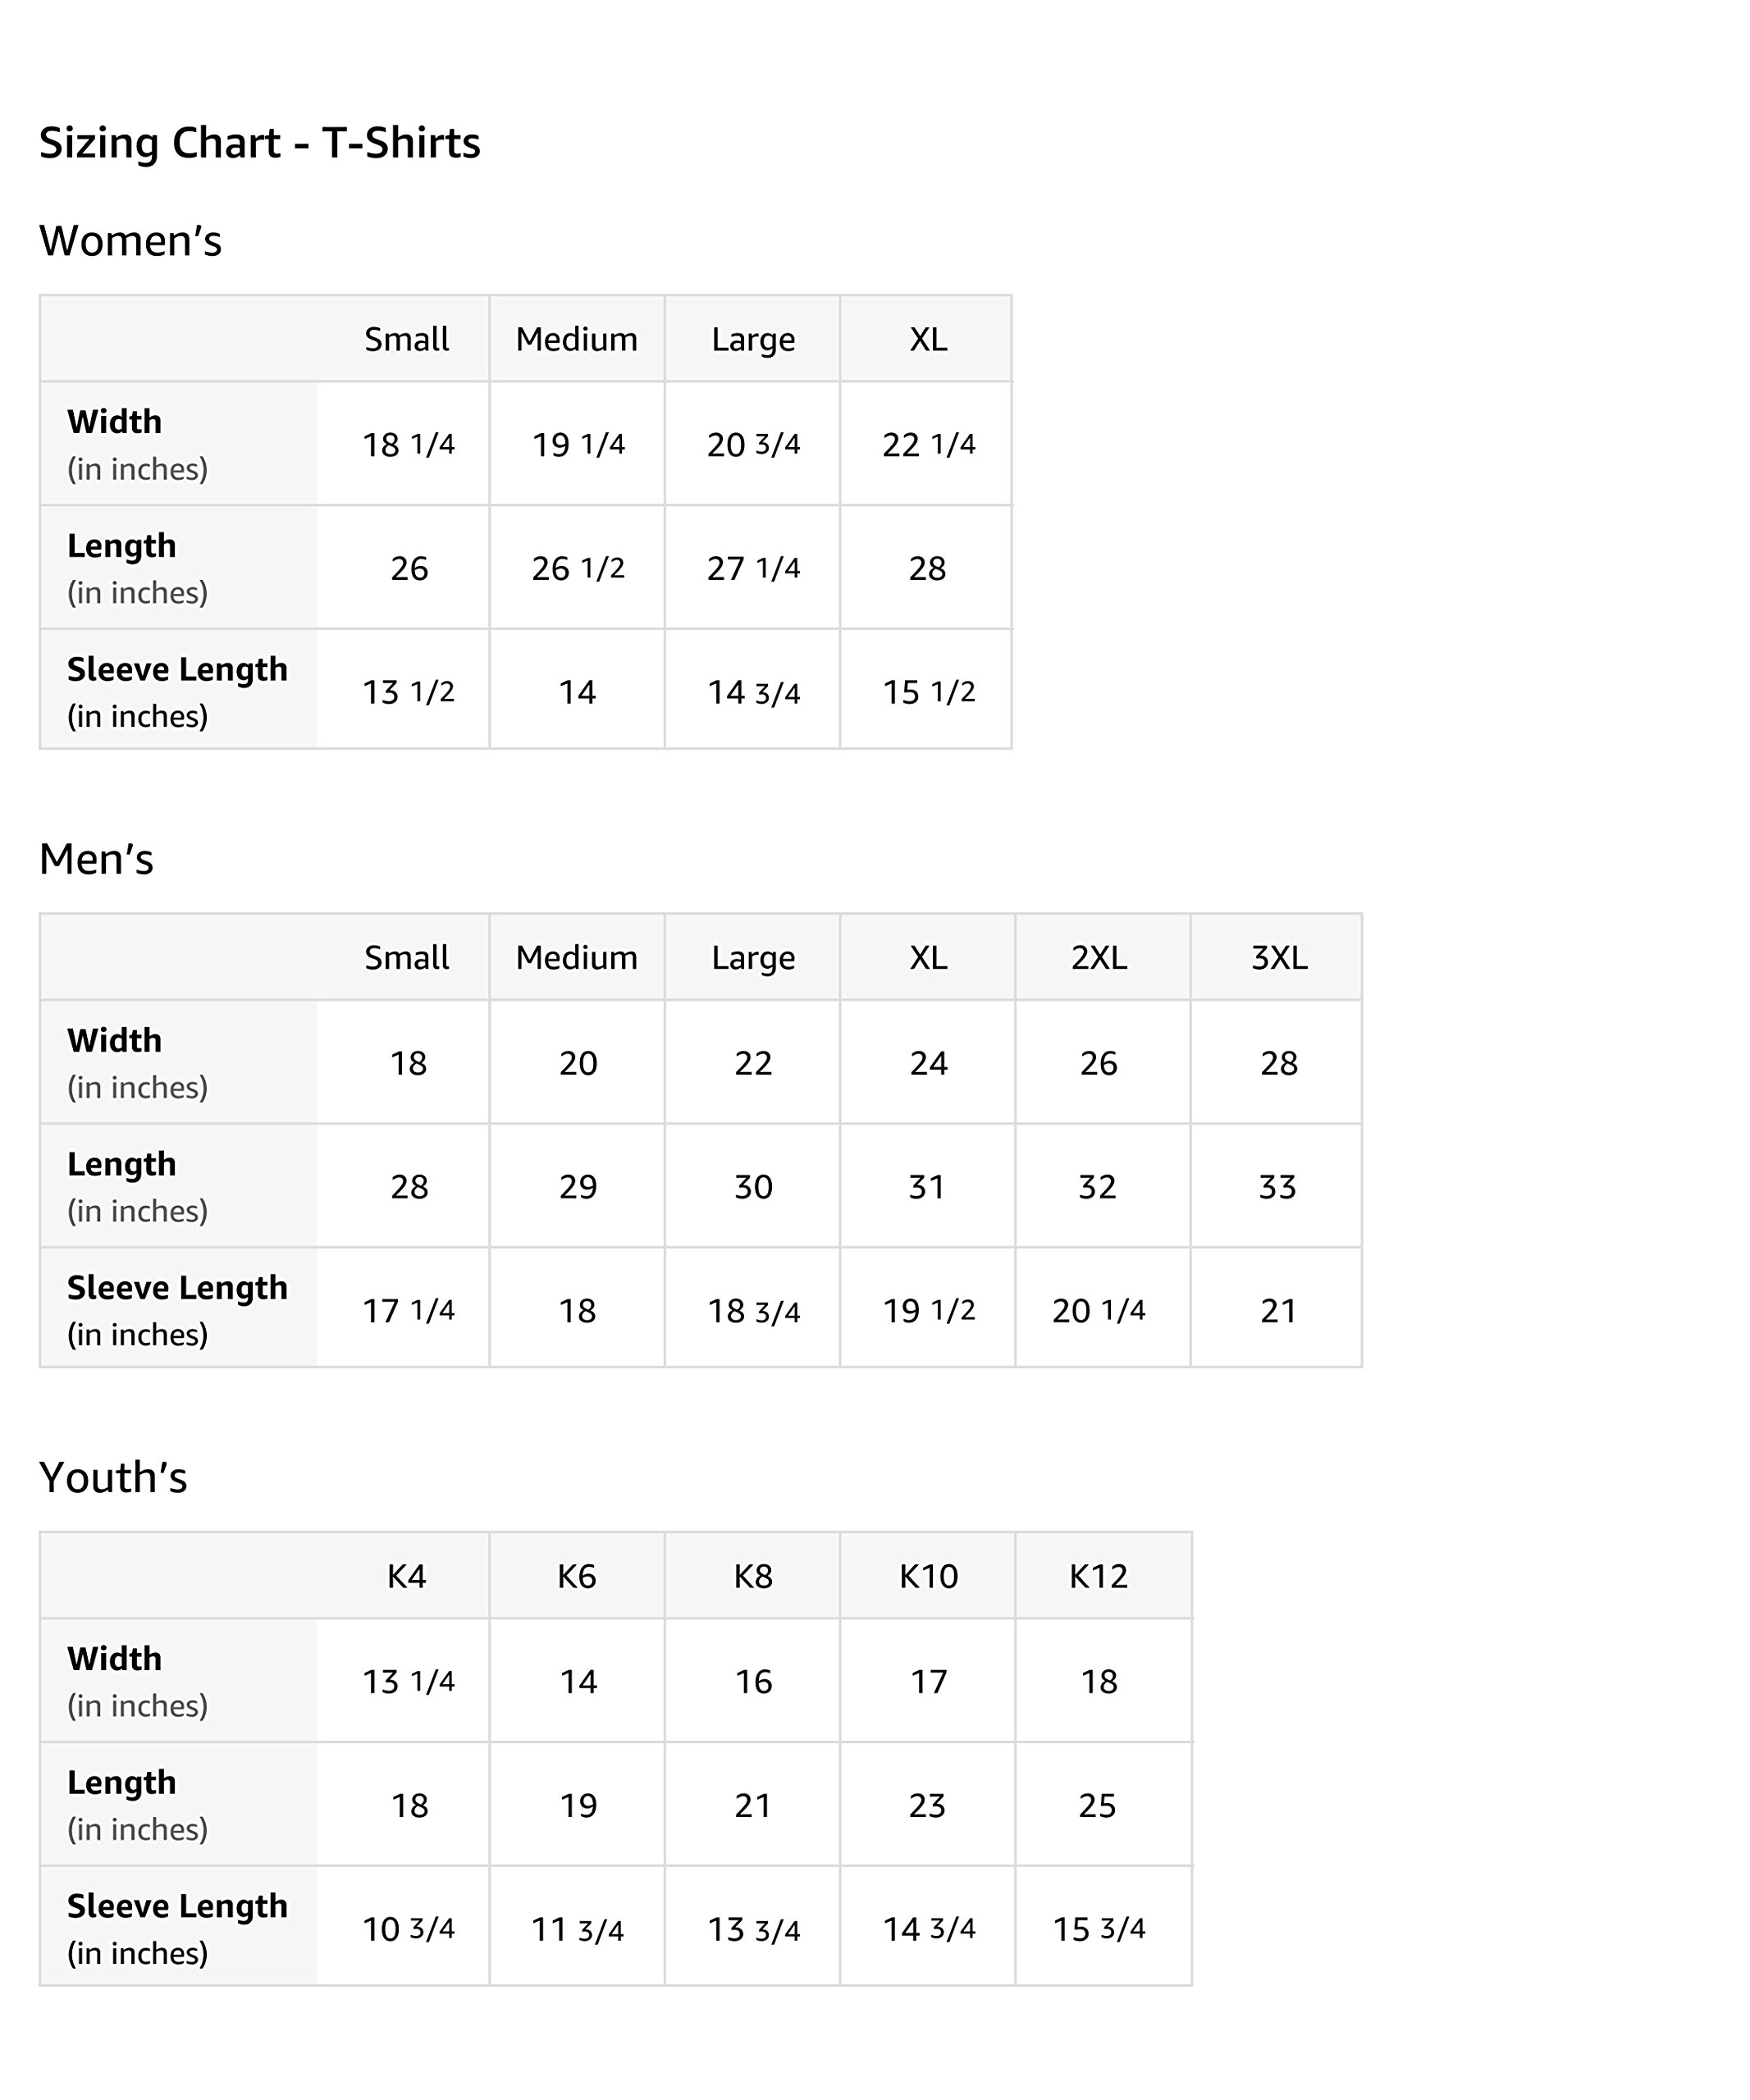 Sizing Chart - T-Shirts
Women’s
Small Medium Large XL
Width
(in inches)
18 1/4 19 1/4 20 3/4 22 1/4
Length
(in inches)
26 26 1/2 27 1/4 28
Sleeve Length
(in inches)
13 1/2 14 14 3/4 15 1/2
Men’s
Small Medium Large XL 2XL 3XL
Width
(in inches)
18 20 22 24 26 28
Length
(in inches)
28 29 30 31 32 33
Sleeve Length
(in inches)
17 1/4 18 18 3/4 19 1/2 20 1/4 21
Youth’s
K4 K6 K8 K10 K12
Width
(in inches)
13 1/4 14 16 17 18
Length
(in inches)
18 19 21 23 25
Sleeve Length
(in inches)
10 3/4 11 3/4 13 3/4 14 3/4 15 3/4